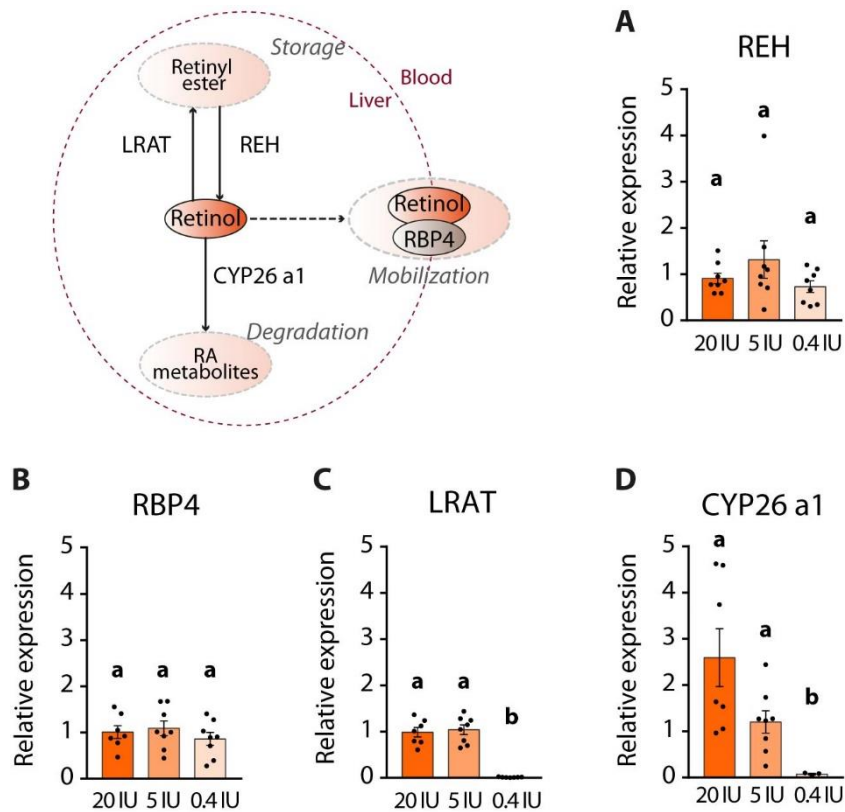 Storage
Retinyl
ester
Blood
Liver
LRAT
REH
Retinol
Retinol
RBP4
Mobilization
CYP26 a1
Degradation
RA
metabolites
A
REH
Relative expression
5
4
3
2
1
0
a
a
a
20 IU
5 IU
0.4 IU
B
RBP4
Relative expression
5
4
3
2
1
0
a
a
a
20 IU
5 IU
0.4 IU
C
LRAT
Relative expression
5
4
3
2
1
0
a
a
b
20 IU
5 IU
0.4 IU
D
CYP26 a1
Relative expression
5
4
3
2
1
0
a
a
b
20 IU
5 IU
0.4 IU